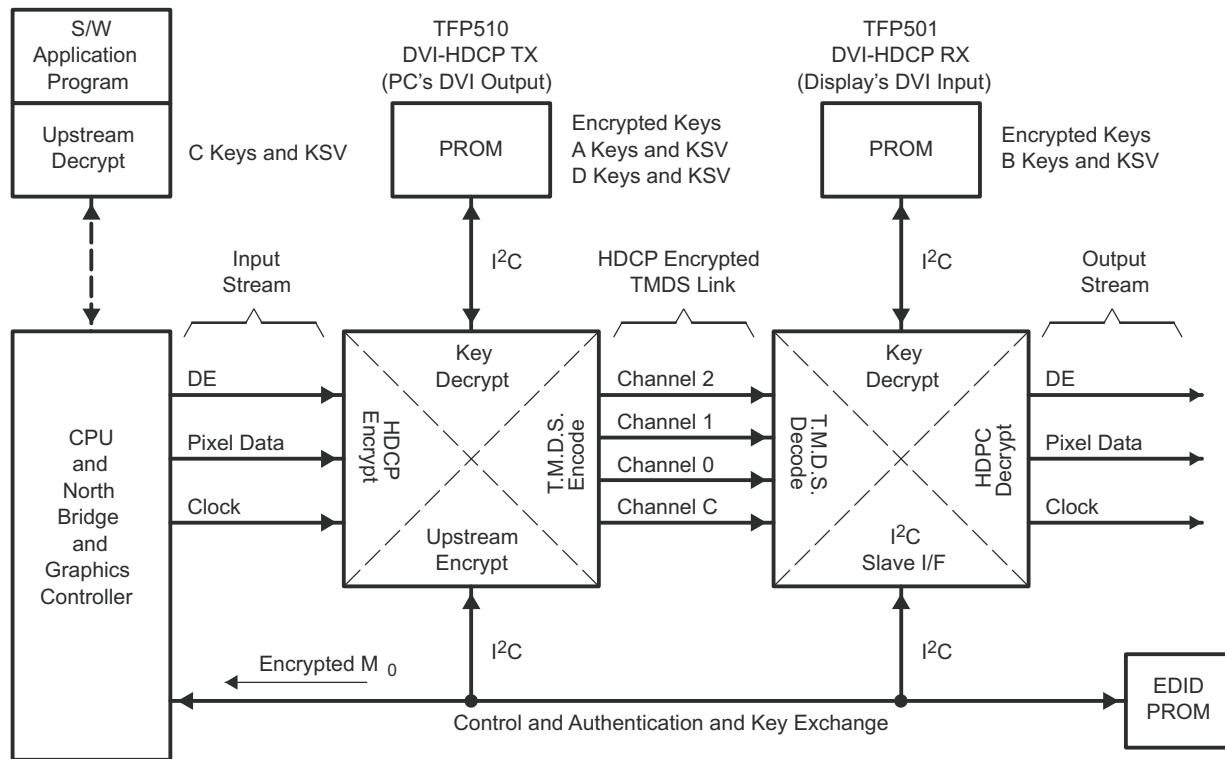 S/W
Application
Program
Upstream
Decrypt
C Keys and KSV
TFP510
DVI-HDCP TX
(PC's DVI Output)
PROM
Encrypted Keys
A Keys and KSV
D Keys and KSV
TFP501
DVI-HDCP RX
(Display's DVI Input)
PROM
Encrypted Keys
B Keys and KSV
Input
Stream
I²C
HDCP Encrypted
TMDS Link
I²C
Output
Stream
CPU
and
North
Bridge
and
Graphics
Controller
DE
Pixel Data
Clock
Key
Decrypt
HDCP
Encrypt
T.M.D.S.
Encode
Upstream
Encrypt
Channel 2
Channel 1
Channel 0
Channel C
Key
Decrypt
T.M.D.S.
Decode
HDPC
Decrypt
I²C
Slave I/F
DE
Pixel Data
Clock
Encrypted M 0
I²C
I²C
Control and Authentication and Key Exchange
EDID
PROM